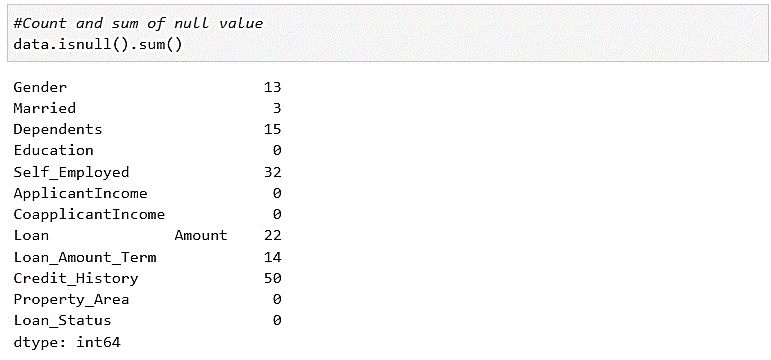 #Count and sum of null value
data.isnull().sum()
Gender 13
Married 3
Dependents 15
Education 0
Self_Employed 32
ApplicantIncome 0
CoapplicantIncome 0
Loan Amount 22
Loan_Amount_Term 14
Credit_History 50
Property_Area 0
Loan_Status 0
dtype: int64